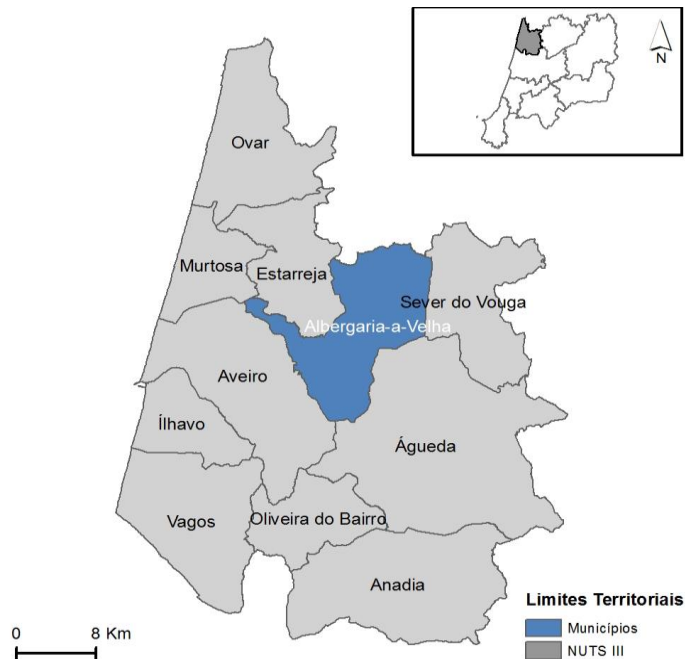 N
Ovar
Murtosa
Estarreja
Sever do Vouga
Albergaria-a-Velha
Aveiro
Ílhavo
Águeda
Vagos
Oliveira do Bairro
Anadia
Limites Territoriais
Municípios
NUTS III
0 8 Km